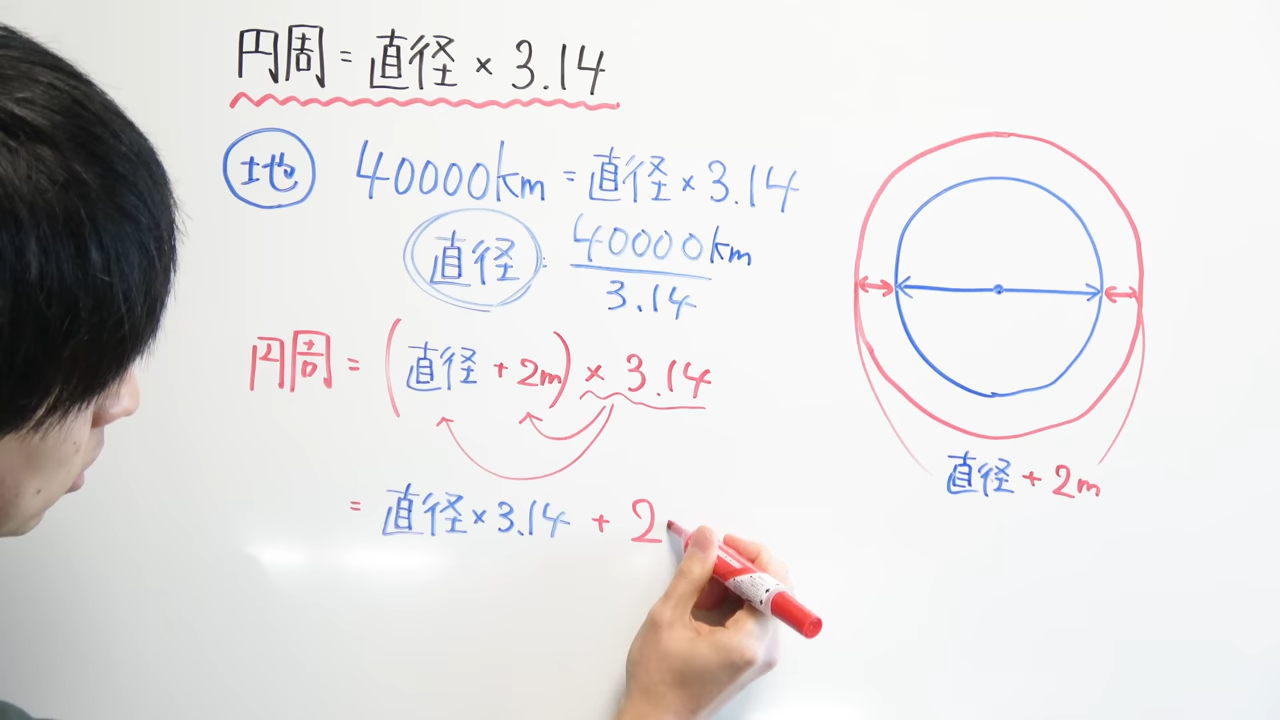 円周=直径×3.14
地 40000km=直径×3.14
直径: 40000km
3.14
円周=(直径+2m)×3.14
=直径×3.14+2
直径+2m